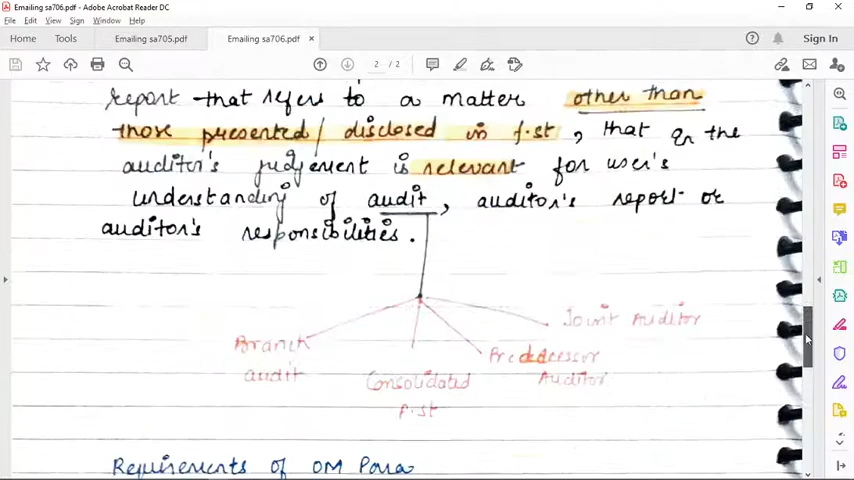 Emailing sa706.pdf - Adobe Acrobat Reader DC
File Edit View Sign Window Help
Home Tools Emailing sa705.pdf Emailing sa706.pdf × Sign In
2 / 2
report that refers to a matter other than
those presented/ disclosed in f.st, that in the
auditor's judgement is relevant for user's
understanding of audit, auditor's report or
auditor's responsibilities.
Joint Auditor
Branch
audit
Predecessor
Auditor
Consolidated
f.st
Requirements of OM Para